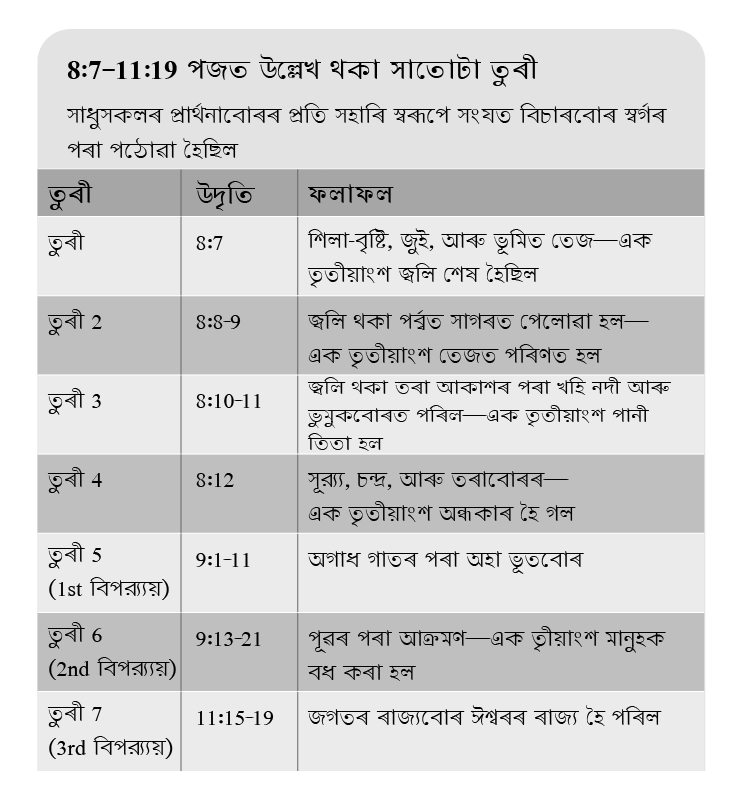 8:7–11:19 পজত উল্লেখ থকা সাতোটা তুৰী
সাধুসকলৰ প্ৰাৰ্থনাবোৰৰ প্ৰতি সহাৰি স্বৰূপে সংযত বিচাৰবোৰ স্বৰ্গৰ
পৰা পঠোৱা হৈছিল
তুৰী উদৃতি ফলাফল
তুৰী 8:7 শিলা-বৃষ্টি, জুই, আৰু ভূমিত তেজ—এক
তৃতীয়াংশ জ্বলি শেষ হৈছিল
তুৰী 2 8:8-9 জ্বলি থকা পৰ্ব্বত সাগৰত পেলোৱা হল—
এক তৃতীয়াংশ তেজত পৰিণত হল
তুৰী 3 8:10-11 জ্বলি থকা তৰা আকাশৰ পৰা খহি নদী আৰু
ভুমুকবোৰত পৰিল—এক তৃতীয়াংশ পানী
তিতা হল
তুৰী 4 8:12 সূৰ্য্য, চন্দ্ৰ, আৰু তৰাবোৰৰ—
এক তৃতীয়াংশ অন্ধকাৰ হৈ গল
তুৰী 5 9:1-11 অগাধ গাতৰ পৰা অহা ভূতবোৰ
(1st বিপৰ্য্যয়)
তুৰী 6 9:13-21 পূৱৰ পৰা আক্ৰমণ—এক তৃীয়াংশ মানুহক
(2nd বিপৰ্য্যয়) বধ কৰা হল
তুৰী 7 11:15-19 জগতৰ ৰাজ্যবোৰ ঈশ্বৰৰ ৰাজ্য হৈ পৰিল
(3rd বিপৰ্য্যয়)